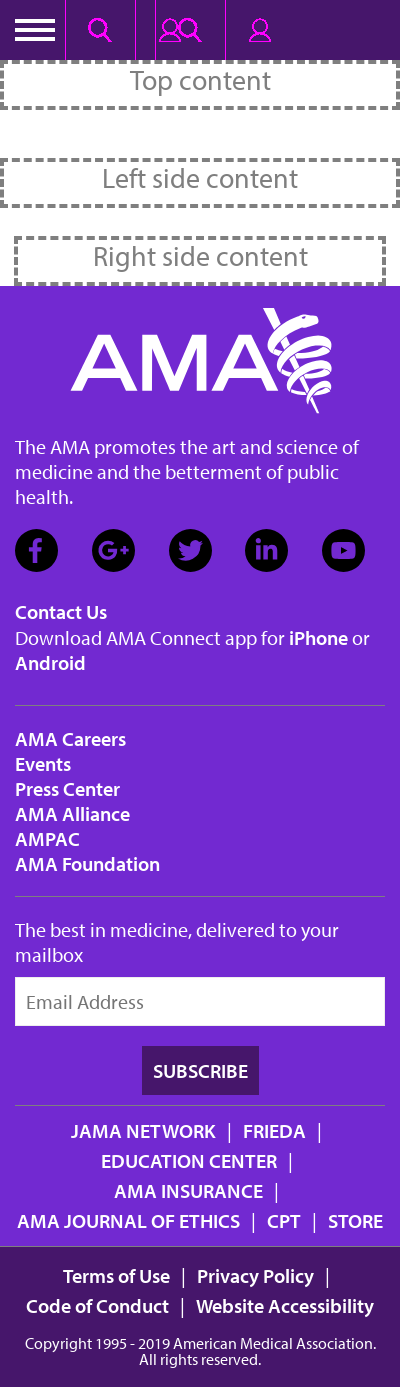 Top content
Left side content
Right side content
AMA
The AMA promotes the art and science of
medicine and the betterment of public
health.
Contact Us
Download AMA Connect app for iPhone or
Android
AMA Careers
Events
Press Center
AMA Alliance
AMPAC
AMA Foundation
The best in medicine, delivered to your
mailbox
Email Address
SUBSCRIBE
JAMA NETWORK | FRIEDA |
EDUCATION CENTER |
AMA INSURANCE |
AMA JOURNAL OF ETHICS | CPT | STORE
Terms of Use | Privacy Policy |
Code of Conduct | Website Accessibility
Copyright 1995 - 2019 American Medical Association.
All rights reserved.